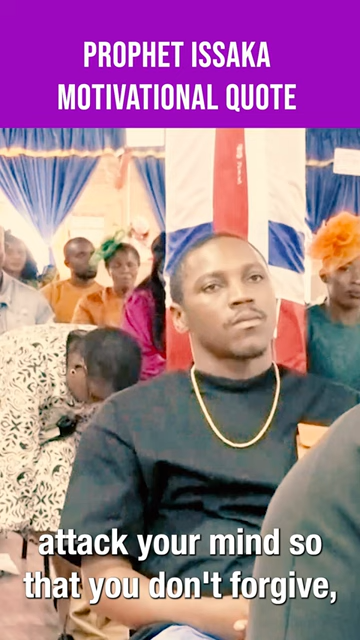 PROPHET ISSAKA
MOTIVATIONAL QUOTE
attack your mind so
that you don't forgive,